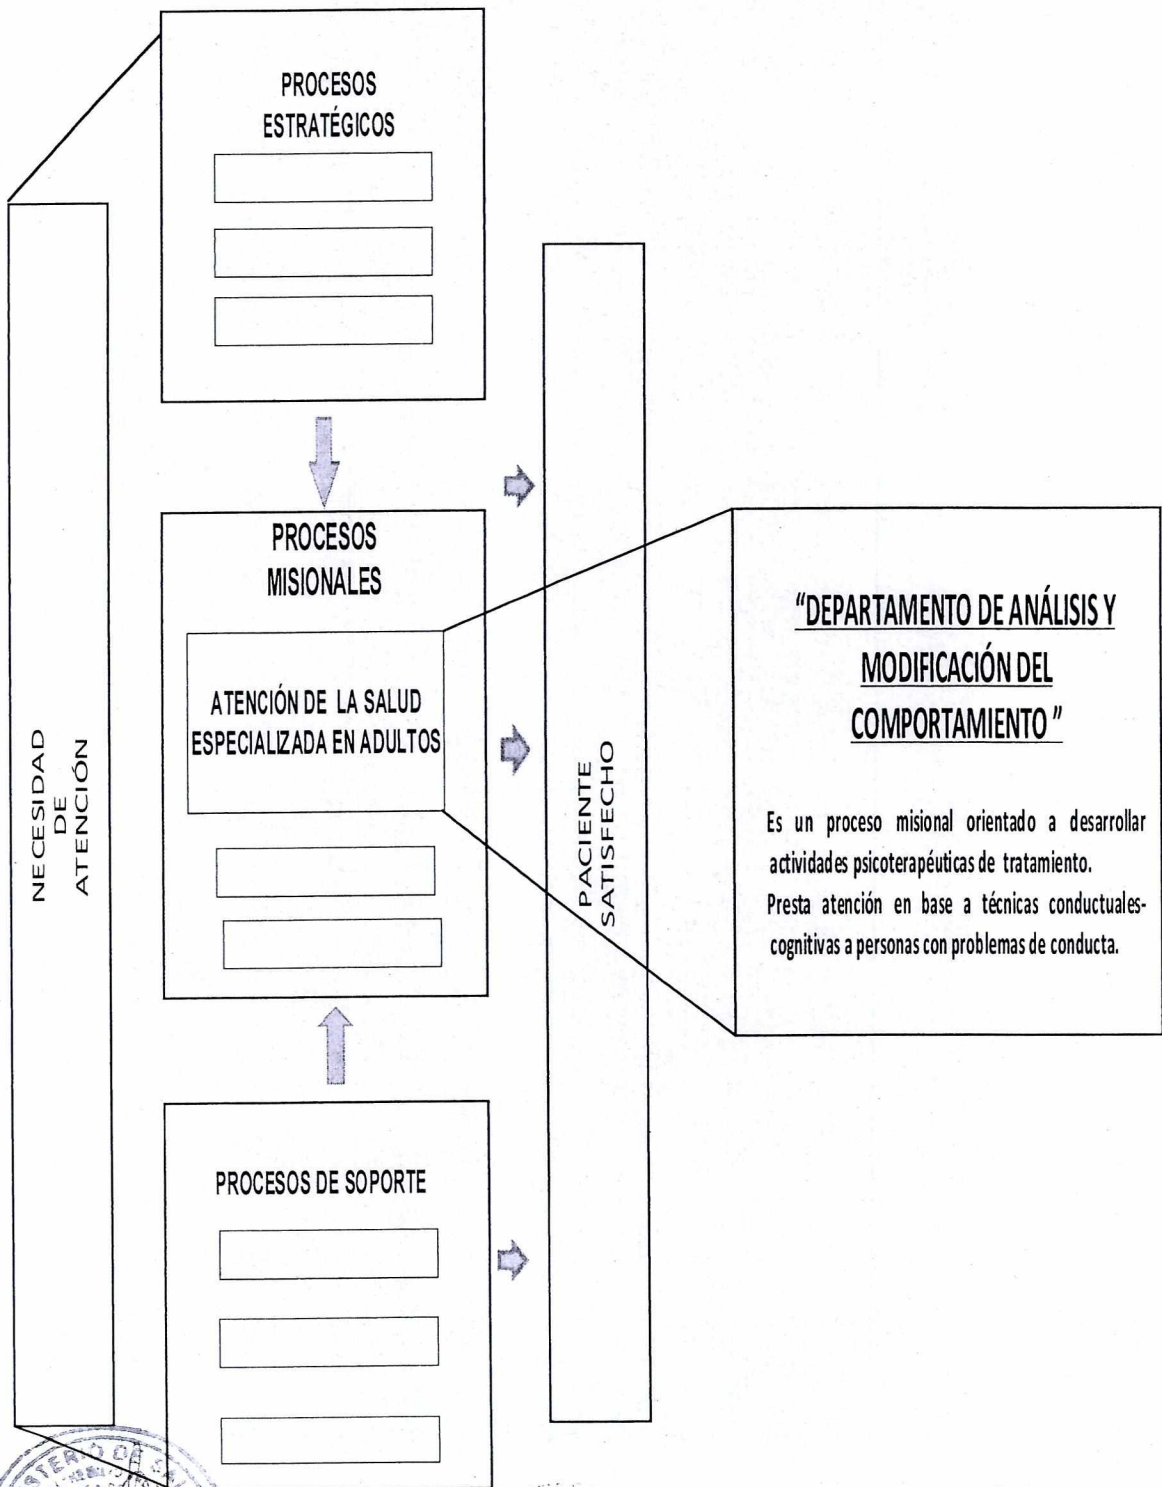 PROCESOS
ESTRATÉGICOS
NECESIDAD
DE
ATENCIÓN
PROCESOS
MISIONALES
ATENCIÓN DE LA SALUD
ESPECIALIZADA EN ADULTOS
PACIENTE
SATISFECHO
"DEPARTAMENTO DE ANÁLISIS Y
MODIFICACIÓN DEL
COMPORTAMIENTO"
Es un proceso misional orientado a desarrollar
actividades psicoterapéuticas de tratamiento.
Presta atención en base a técnicas conductuales-
cognitivas a personas con problemas de conducta.
PROCESOS DE SOPORTE